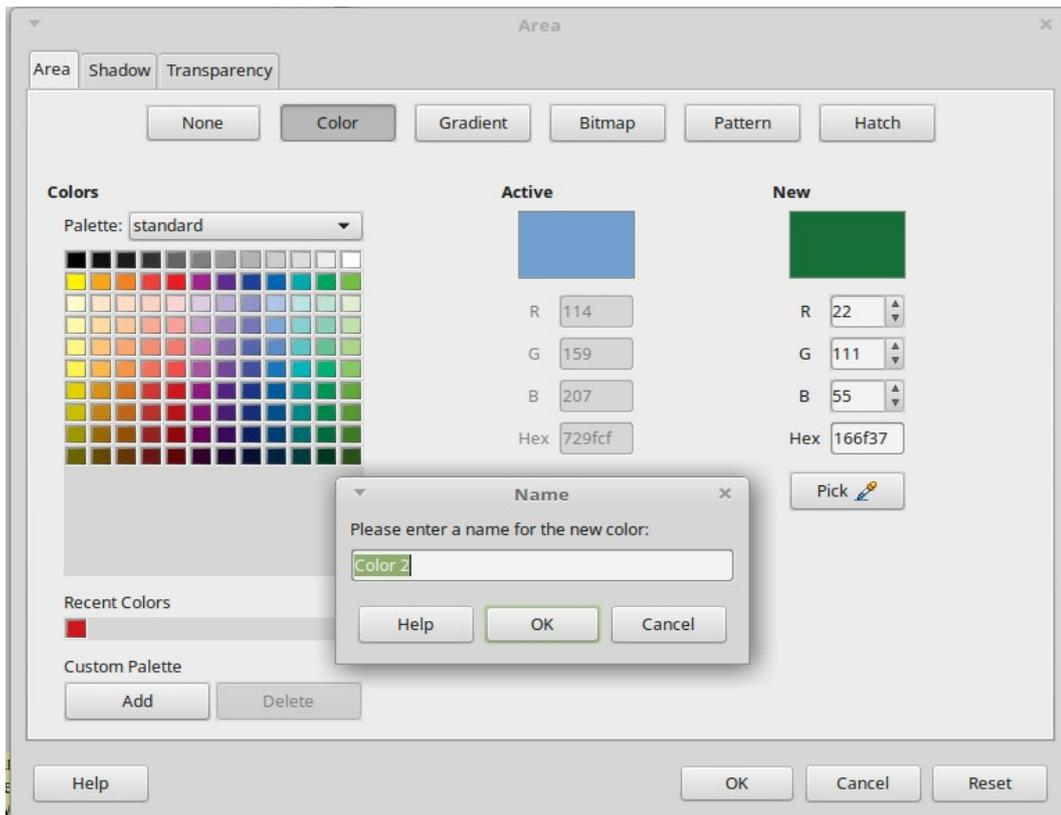 Area
Area Shadow Transparency
None Color Gradient Bitmap Pattern Hatch
Colors Active New
Palette: standard
R 114 R 22
G 159 G 111
B 207 B 55
Hex 729fcf Hex 166f37
Pick
Name
Please enter a name for the new color:
Color 2
Help OK Cancel
Recent Colors
Custom Palette
Add Delete
Help OK Cancel Reset